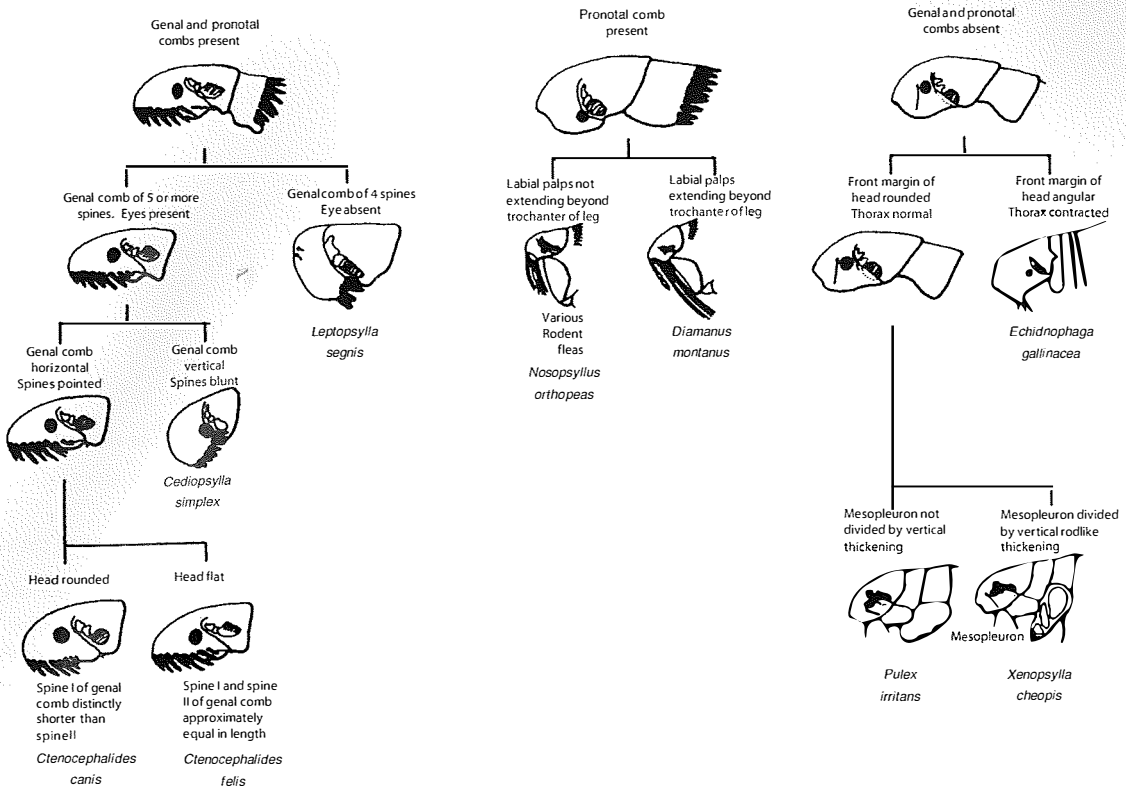 Genal and pronotal
combs present
Genal comb of 5 or more
spines. Eyes present
Genal comb of 4 spines
Eye absent
Leptopsylla
segnis
Genal comb
horizontal
Spines pointed
Genal comb
vertical
Spines blunt
Cediopsylla
simplex
Head rounded
Head flat
Spine I of genal
comb distinctly
shorter than
spinell
Ctenocephalides
canis
Spine I and spine
II of genal comb
approximately
equal in length
Ctenocephalides
felis
Pronotal comb
present
Labial palps not
extending beyond
trochanter of leg
Various
Rodent
fleas
Nosopsyllus
orthopeas
Labial palps
extending beyond
trochanter of leg
Diamanus
montanus
Genal and pronotal
combs absent
Front margin of
head rounded
Thorax normal
Front margin of
head angular
Thorax contracted
Echidnophaga
gallinacea
Mesopleuron not
divided by vertical
thickening
Pulex
irritans
Mesopleuron divided
by vertical rodlike
thickening
Mesopleuron
Xenopsylla
cheopis